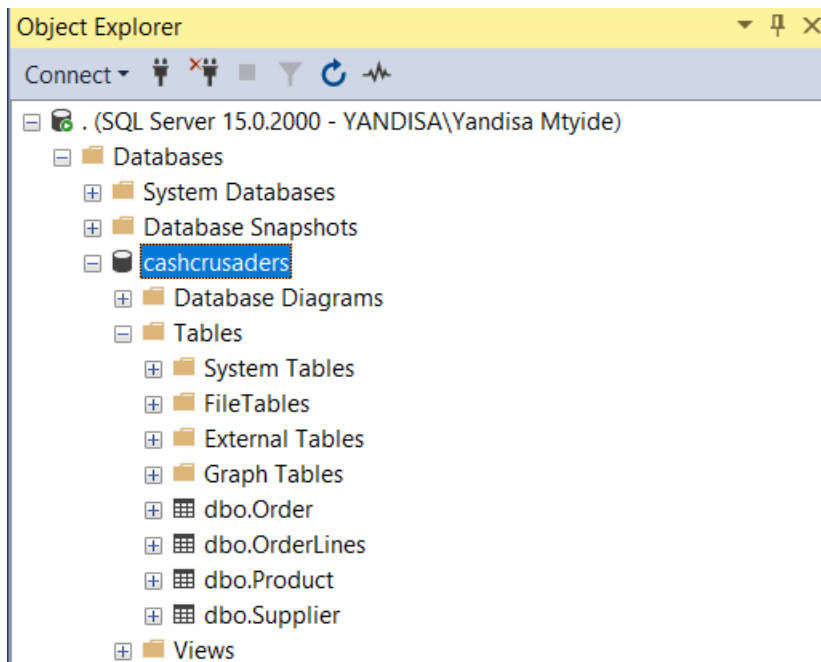 Object Explorer
Connect
. (SQL Server 15.0.2000 - YANDISA\Yandisa Mtyide)
Databases
System Databases
Database Snapshots
cashcrusaders
Database Diagrams
Tables
System Tables
FileTables
External Tables
Graph Tables
dbo.Order
dbo.OrderLines
dbo.Product
dbo.Supplier
Views